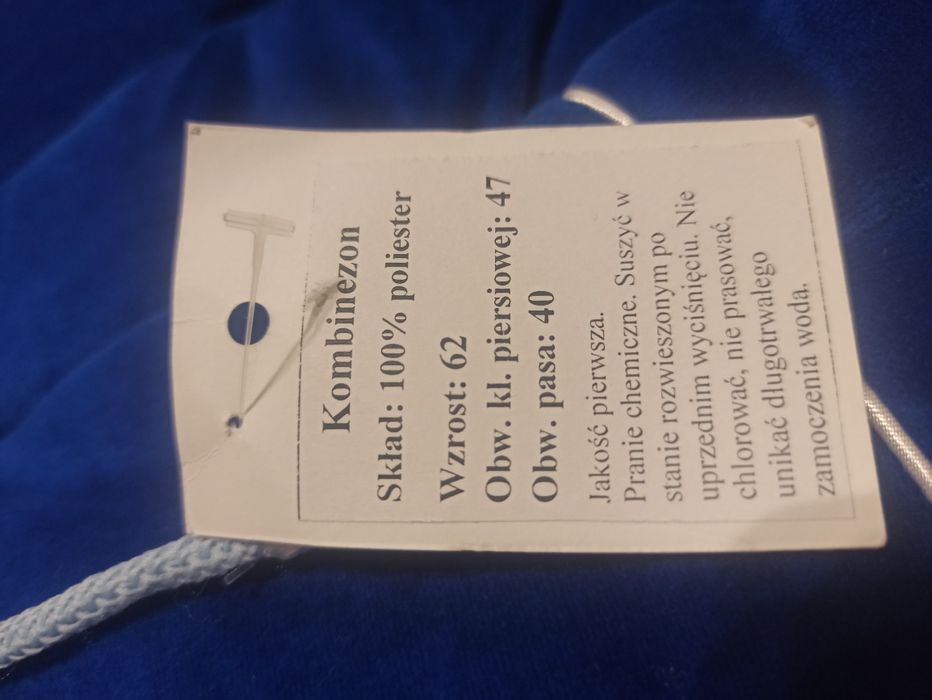 Kombinezon
Skład: 100% poliester
Wzrost: 62
Obw. kl. piersiowej: 47
Obw. pasa: 40
Jakość pierwsza.
Pranie chemiczne. Suszyć w
stanie rozwieszonym po
uprzednim wyciśnięciu. Nie
chlorować, nie prasować,
unikać długotrwałego
zamoczenia woda.